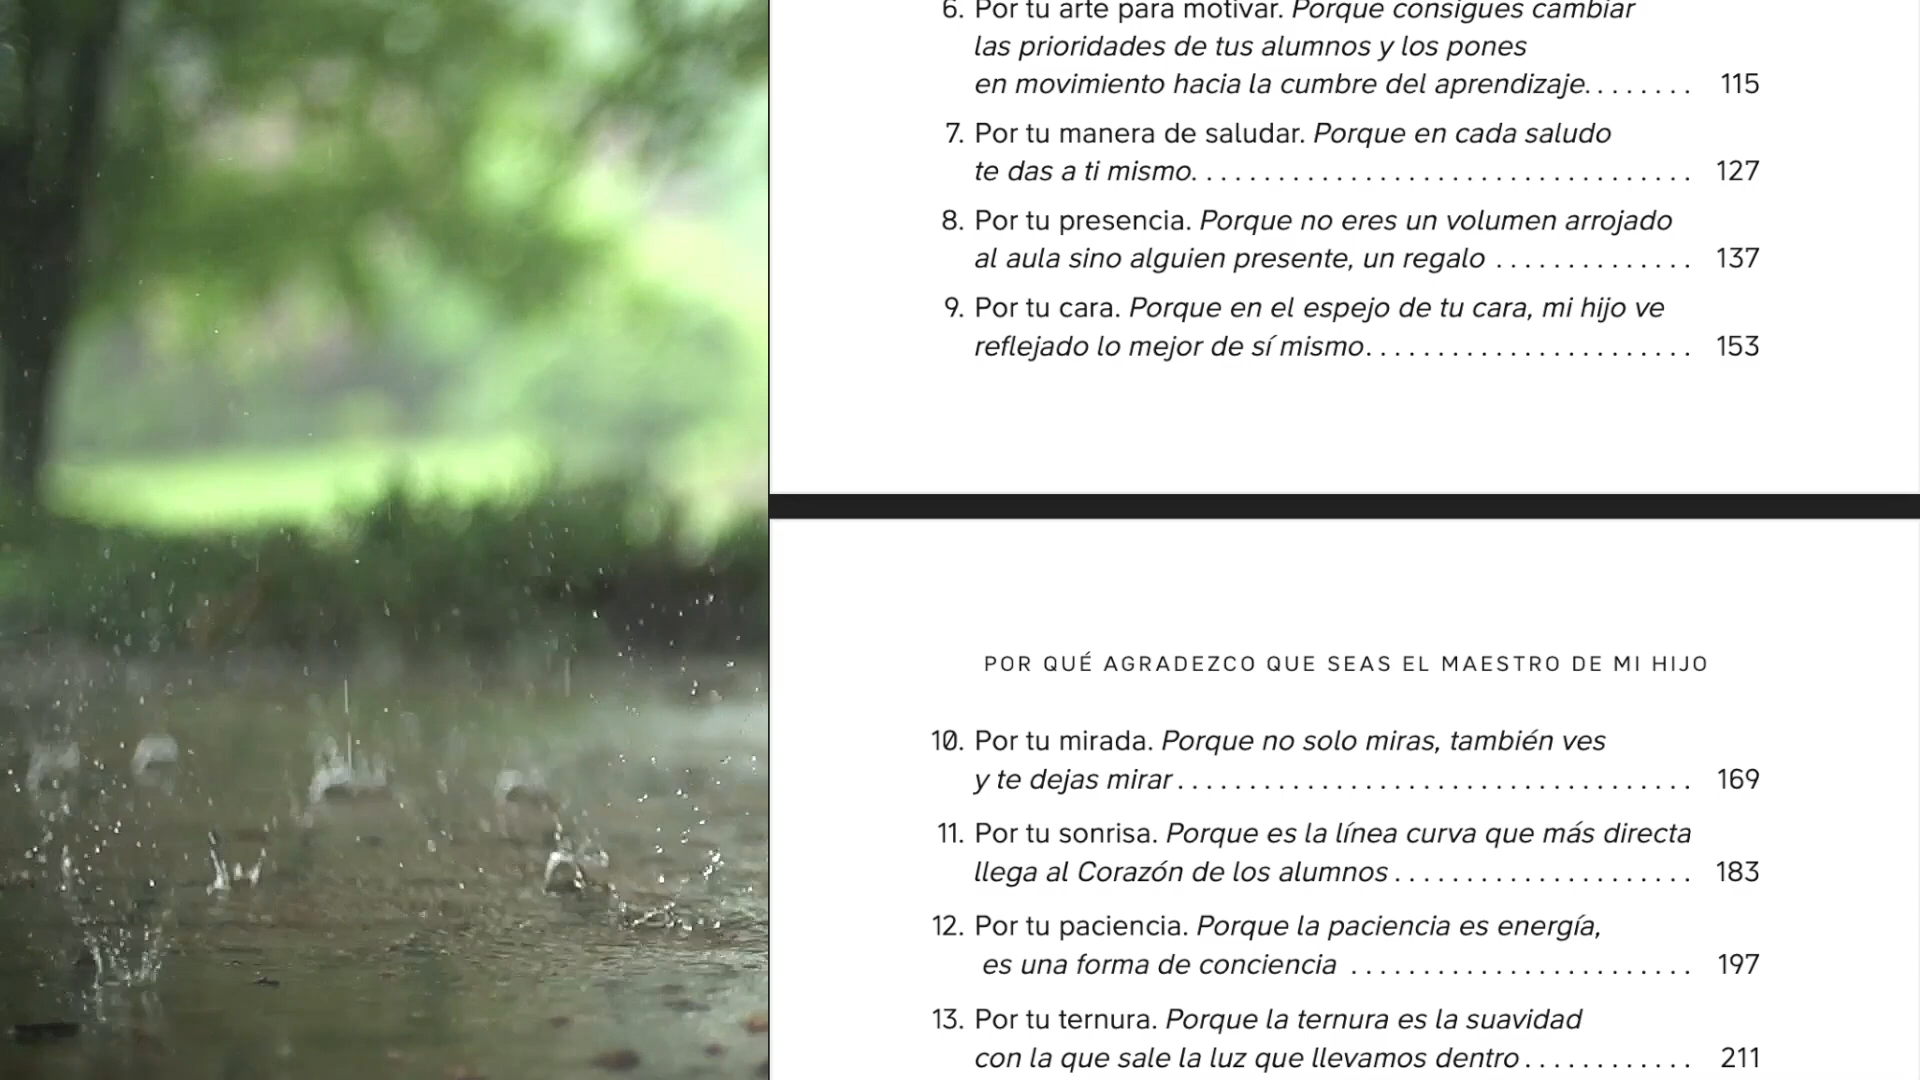 6. Por tu arte para motivar. Porque consigues cambiar
las prioridades de tus alumnos y los pones
en movimiento hacia la cumbre del aprendizaje. . . . . . . . 115
7. Por tu manera de saludar. Porque en cada saludo
te das a ti mismo. . . . . . . . . . . . . . . . . . . . . . . . . . . . . . . . . . . 127
8. Por tu presencia. Porque no eres un volumen arrojado
al aula sino alguien presente, un regalo . . . . . . . . . . . . . . 137
9. Por tu cara. Porque en el espejo de tu cara, mi hijo ve
reflejado lo mejor de sí mismo. . . . . . . . . . . . . . . . . . . . . . . 153
POR QUÉ AGRADEZCO QUE SEAS EL MAESTRO DE MI HIJO
10. Por tu mirada. Porque no solo miras, también ves
y te dejas mirar . . . . . . . . . . . . . . . . . . . . . . . . . . . . . . . . . . . . 169
11. Por tu sonrisa. Porque es la línea curva que más directa
llega al Corazón de los alumnos . . . . . . . . . . . . . . . . . . . . . 183
12. Por tu paciencia. Porque la paciencia es energía,
es una forma de conciencia . . . . . . . . . . . . . . . . . . . . . . . . 197
13. Por tu ternura. Porque la ternura es la suavidad
con la que sale la luz que llevamos dentro . . . . . . . . . . . . 211